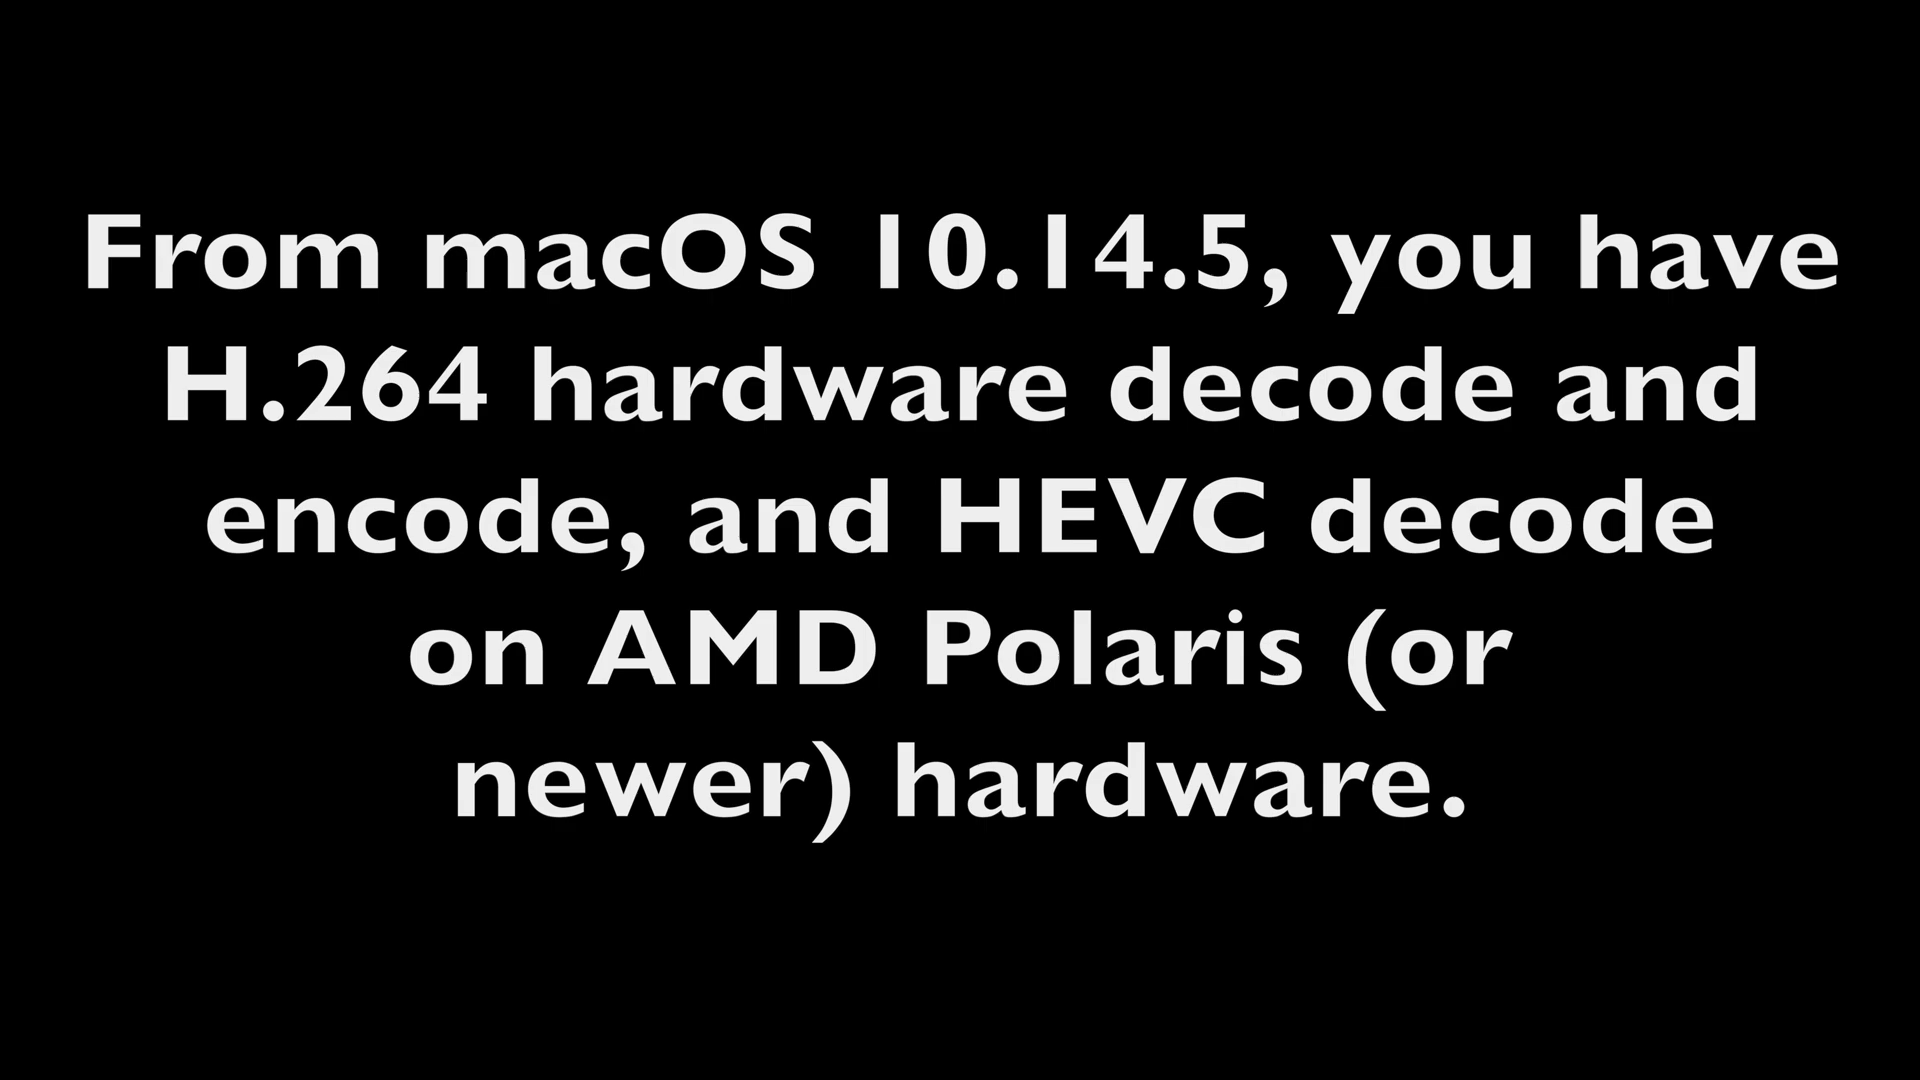 From macOS 10.14.5, you have
H.264 hardware decode and
encode, and HEVC decode
on AMD Polaris (or
newer) hardware.